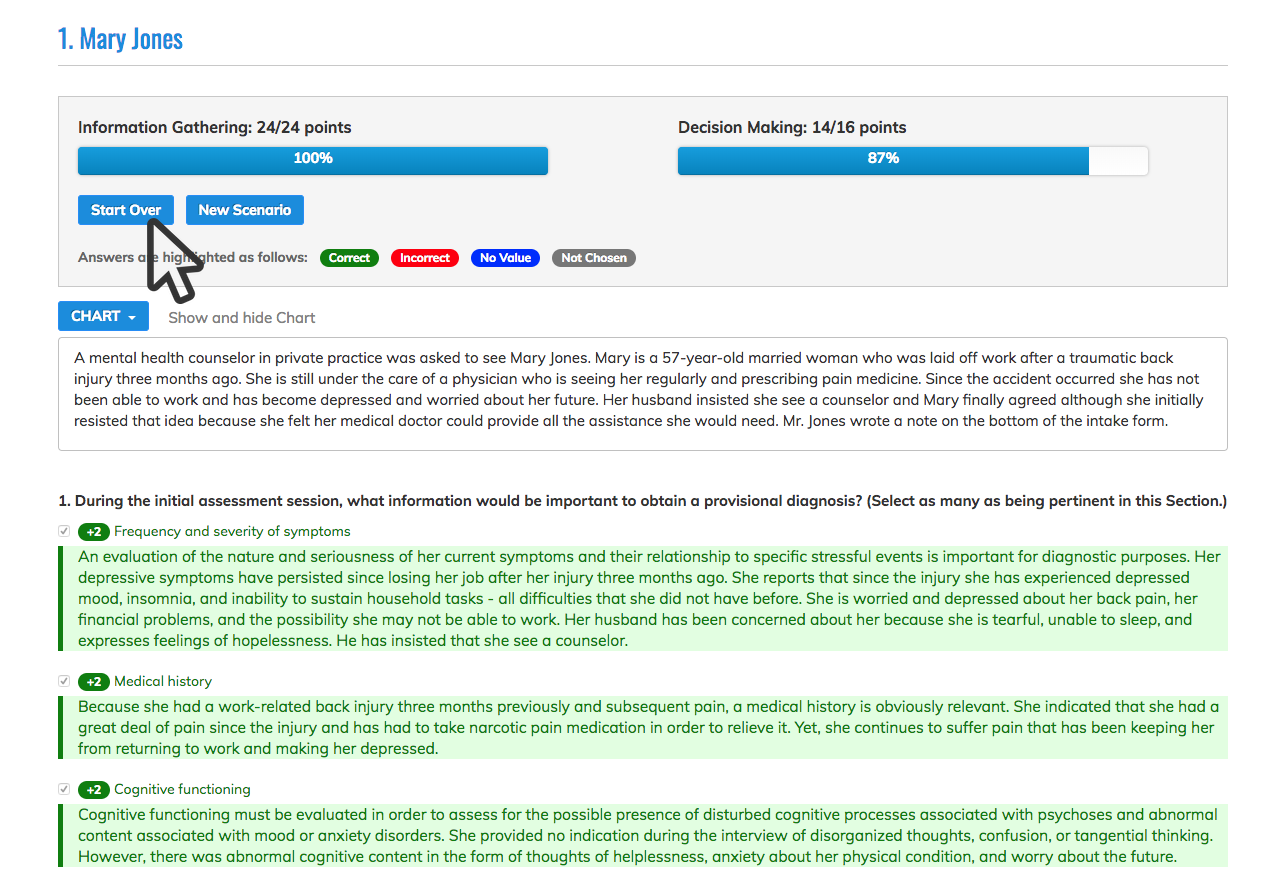 1. Mary Jones
Information Gathering: 24/24 points
100%
Decision Making: 14/16 points
87%
Start Over
New Scenario
Answers are highlighted as follows:
Correct
Incorrect
No Value
Not Chosen
CHART
Show and hide Chart
A mental health counselor in private practice was asked to see Mary Jones. Mary is a 57-year-old married woman who was laid off work after a traumatic back
injury three months ago. She is still under the care of a physician who is seeing her regularly and prescribing pain medicine. Since the accident occurred she has not
been able to work and has become depressed and worried about her future. Her husband insisted she see a counselor and Mary finally agreed although she initially
resisted that idea because she felt her medical doctor could provide all the assistance she would need. Mr. Jones wrote a note on the bottom of the intake form.
1. During the initial assessment session, what information would be important to obtain a provisional diagnosis? (Select as many as being pertinent in this Section.)
+2 Frequency and severity of symptoms
An evaluation of the nature and seriousness of her current symptoms and their relationship to specific stressful events is important for diagnostic purposes. Her
depressive symptoms have persisted since losing her job after her injury three months ago. She reports that since the injury she has experienced depressed
mood, insomnia, and inability to sustain household tasks - all difficulties that she did not have before. She is worried and depressed about her back pain, her
financial problems, and the possibility she may not be able to work. Her husband has been concerned about her because she is tearful, unable to sleep, and
expresses feelings of hopelessness. He has insisted that she see a counselor.
+2 Medical history
Because she had a work-related back injury three months previously and subsequent pain, a medical history is obviously relevant. She indicated that she had a
great deal of pain since the injury and has had to take narcotic pain medication in order to relieve it. Yet, she continues to suffer pain that has been keeping her
from returning to work and making her depressed.
+2 Cognitive functioning
Cognitive functioning must be evaluated in order to assess for the possible presence of disturbed cognitive processes associated with psychoses and abnormal
content associated with mood or anxiety disorders. She provided no indication during the interview of disorganized thoughts, confusion, or tangential thinking.
However, there was abnormal cognitive content in the form of thoughts of helplessness, anxiety about her physical condition, and worry about the future.